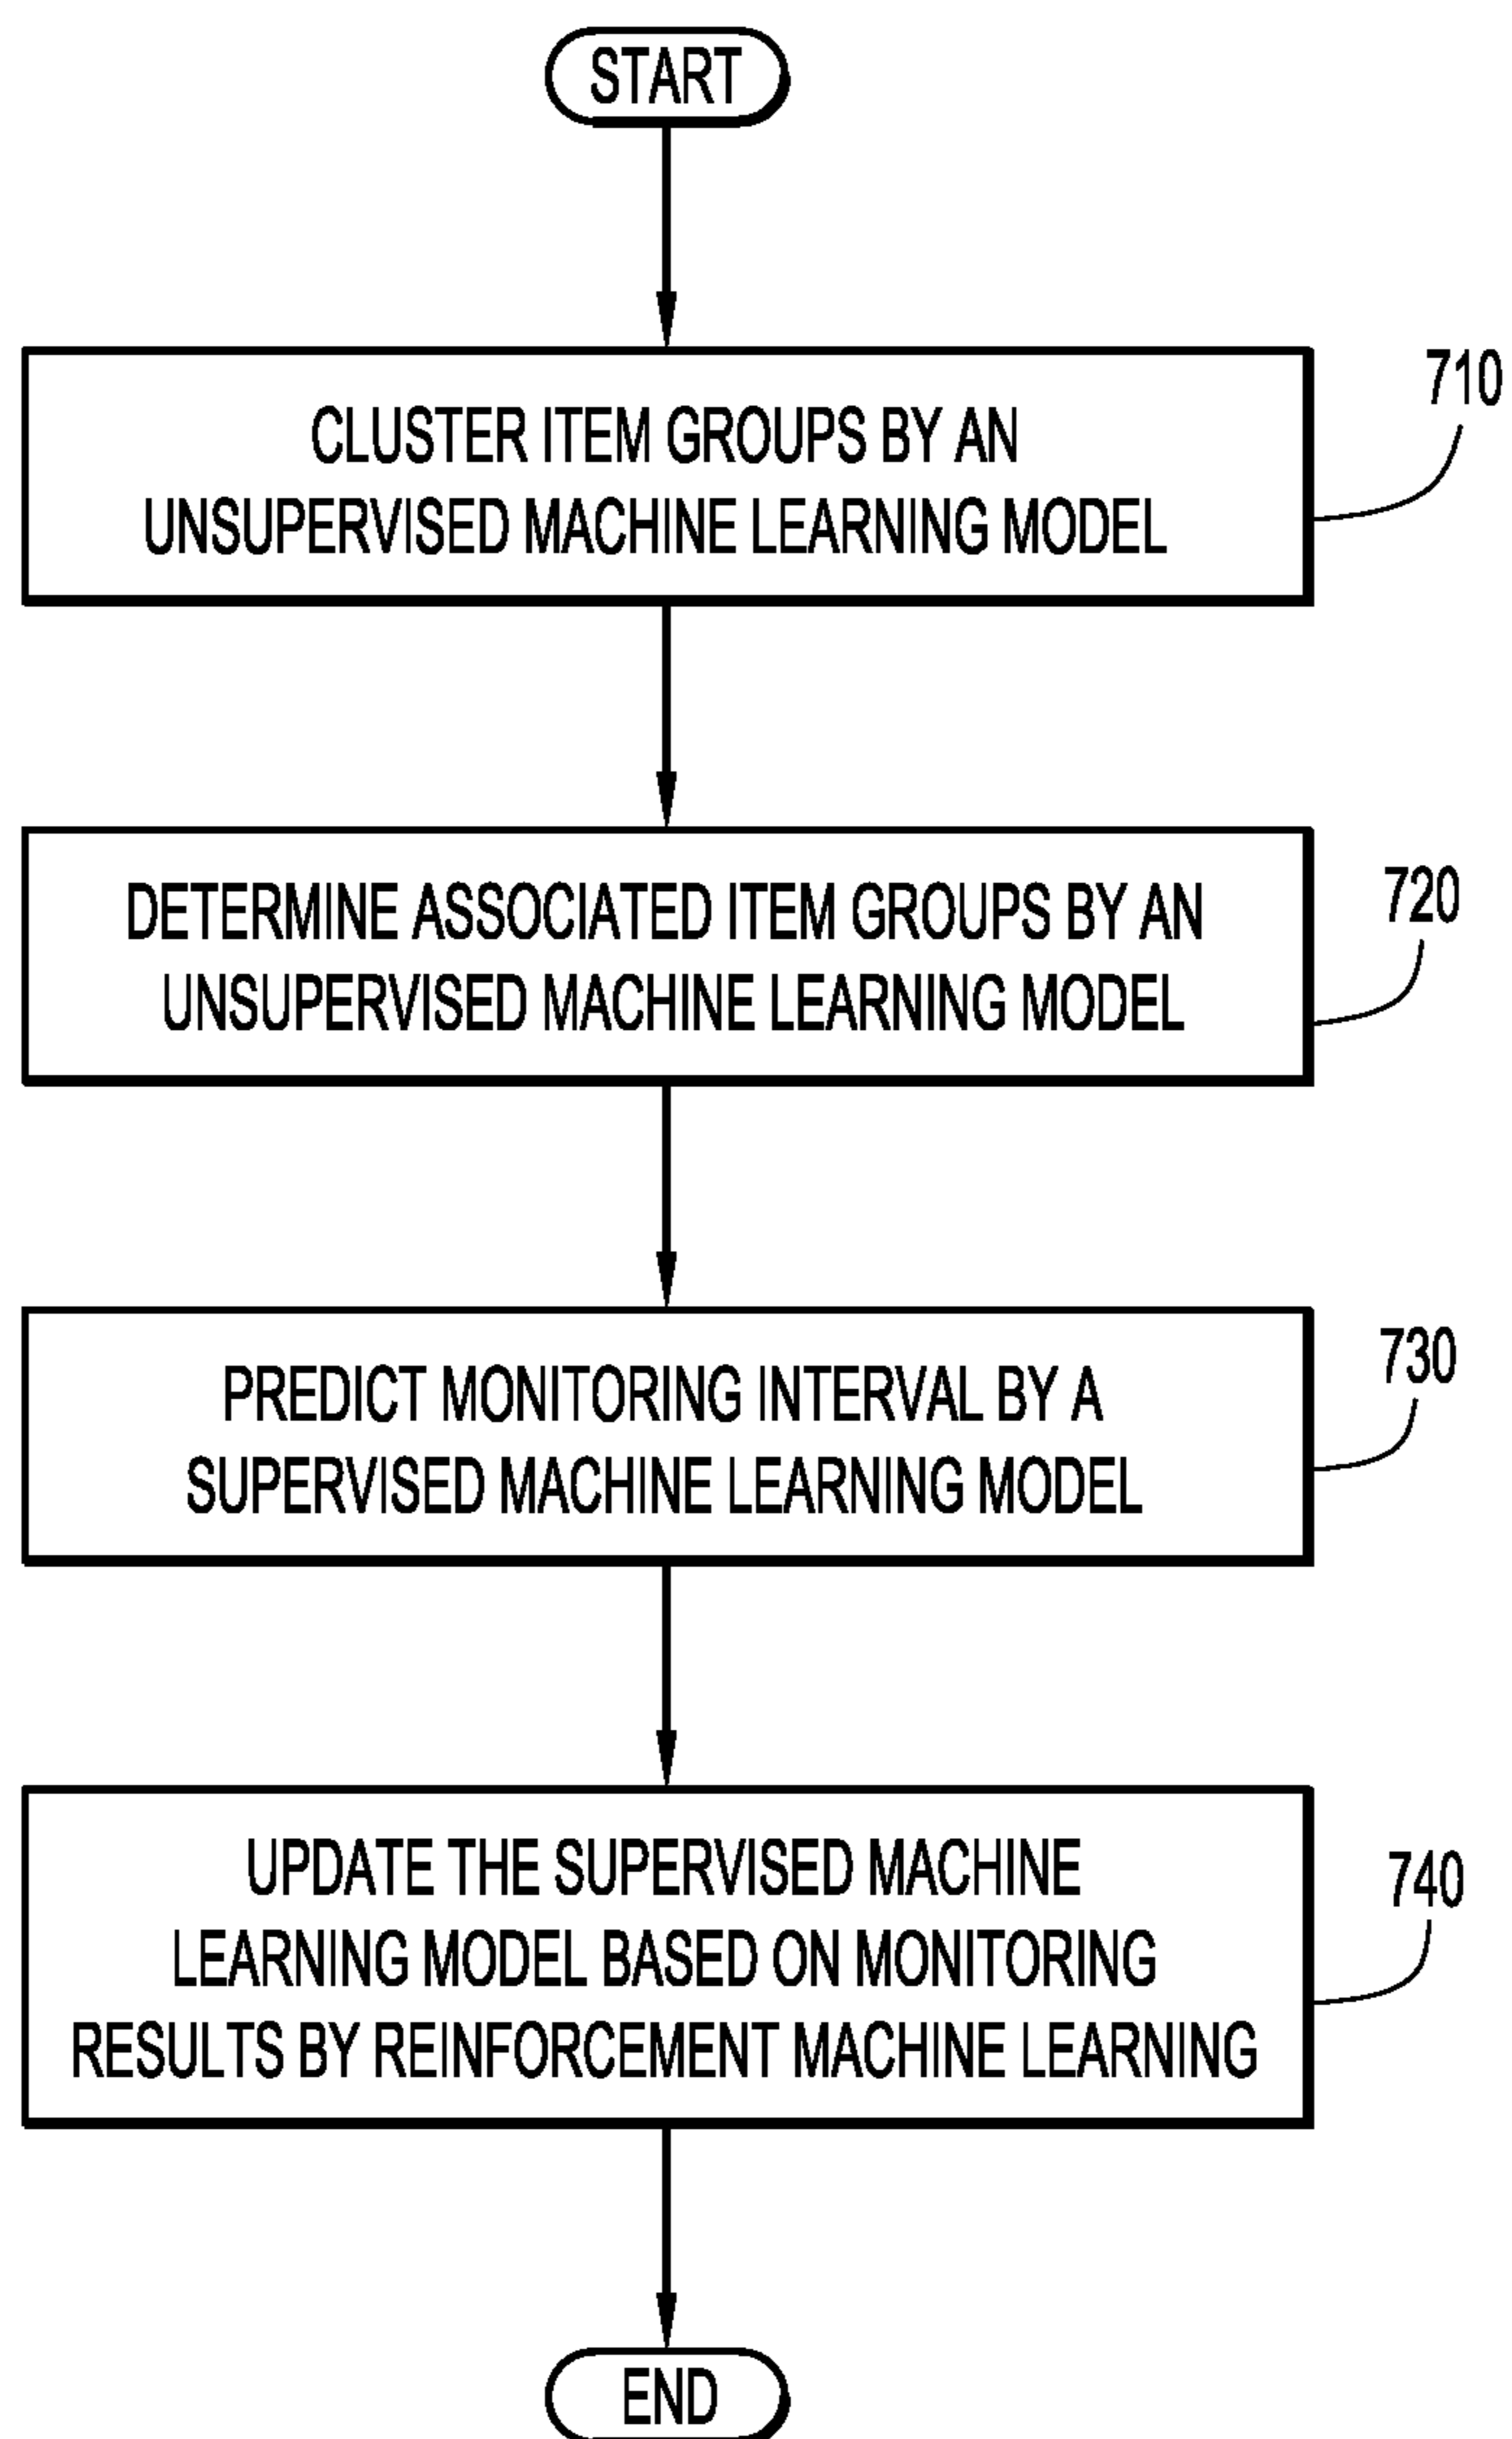 START
CLUSTER ITEM GROUPS BY AN
UNSUPERVISED MACHINE LEARNING MODEL
710
DETERMINE ASSOCIATED ITEM GROUPS BY AN
UNSUPERVISED MACHINE LEARNING MODEL
720
PREDICT MONITORING INTERVAL BY A
SUPERVISED MACHINE LEARNING MODEL
730
UPDATE THE SUPERVISED MACHINE
LEARNING MODEL BASED ON MONITORING
RESULTS BY REINFORCEMENT MACHINE LEARNING
740
END